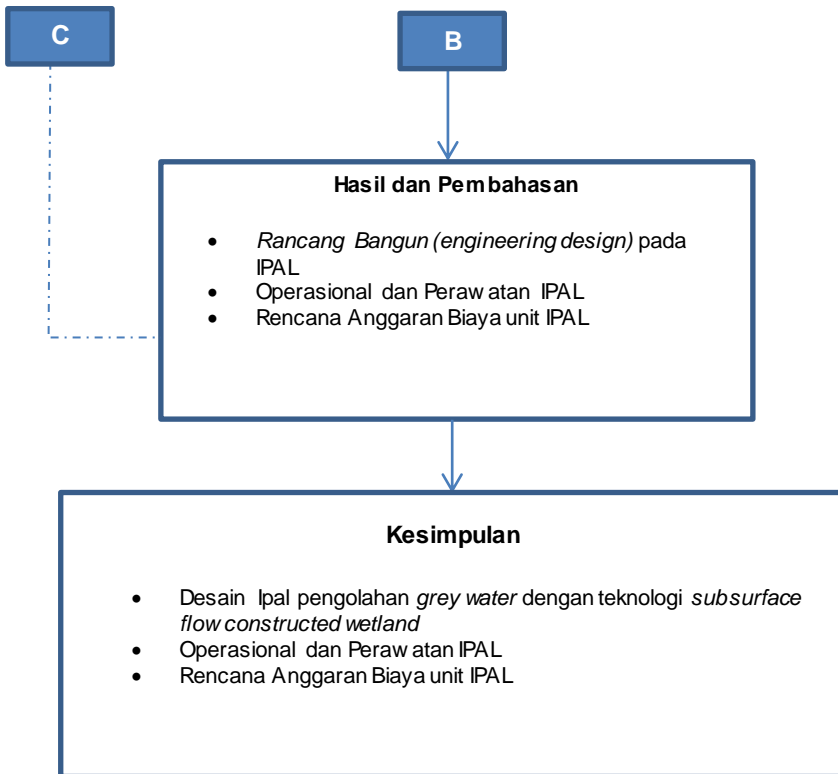 C
B
Hasil dan Pembahasan
• Rancang Bangun (engineering design) pada
IPAL
• Operasional dan Perawatan IPAL
• Rencana Anggaran Biaya unit IPAL
Kesimpulan
• Desain Ipal pengolahan grey water dengan teknologi subsurface
flow constructed wetland
• Operasional dan Perawatan IPAL
• Rencana Anggaran Biaya unit IPAL